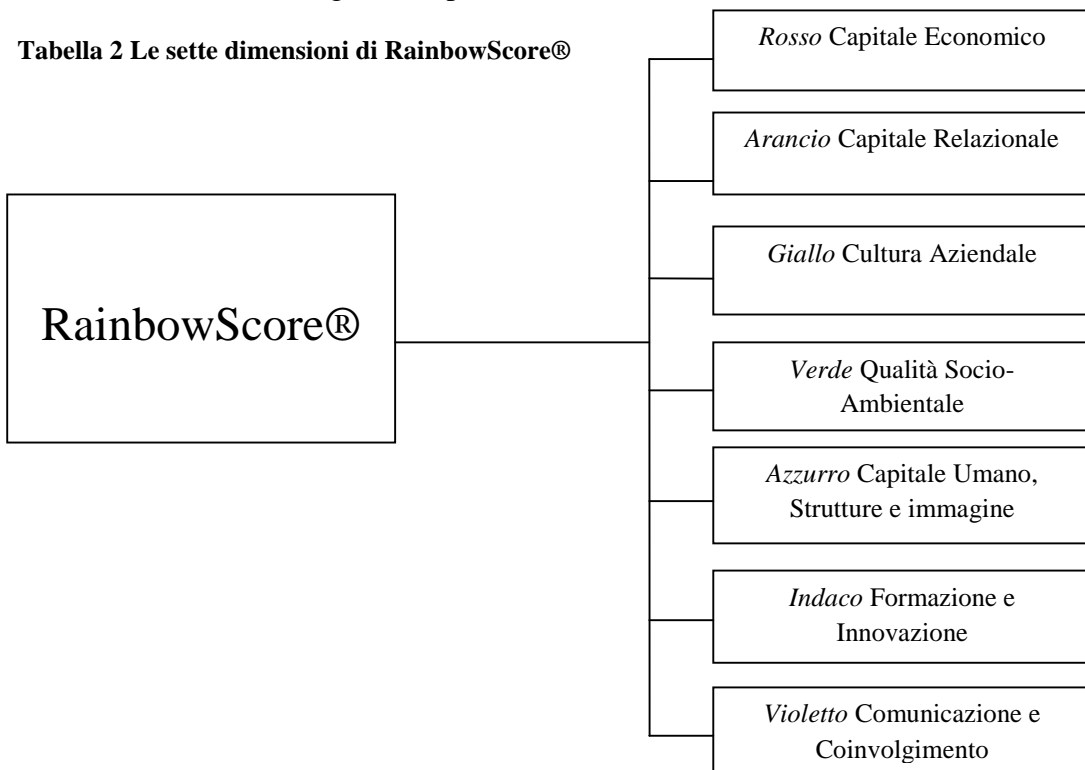 Tabella 2 Le sette dimensioni di RainbowScore®
Rosso Capitale Economico
Arancio Capitale Relazionale
Giallo Cultura Aziendale
RainbowScore®
Verde Qualità Socio-
Ambientale
Azzurro Capitale Umano,
Strutture e immagine
Indaco Formazione e
Innovazione
Violetto Comunicazione e
Coinvolgimento